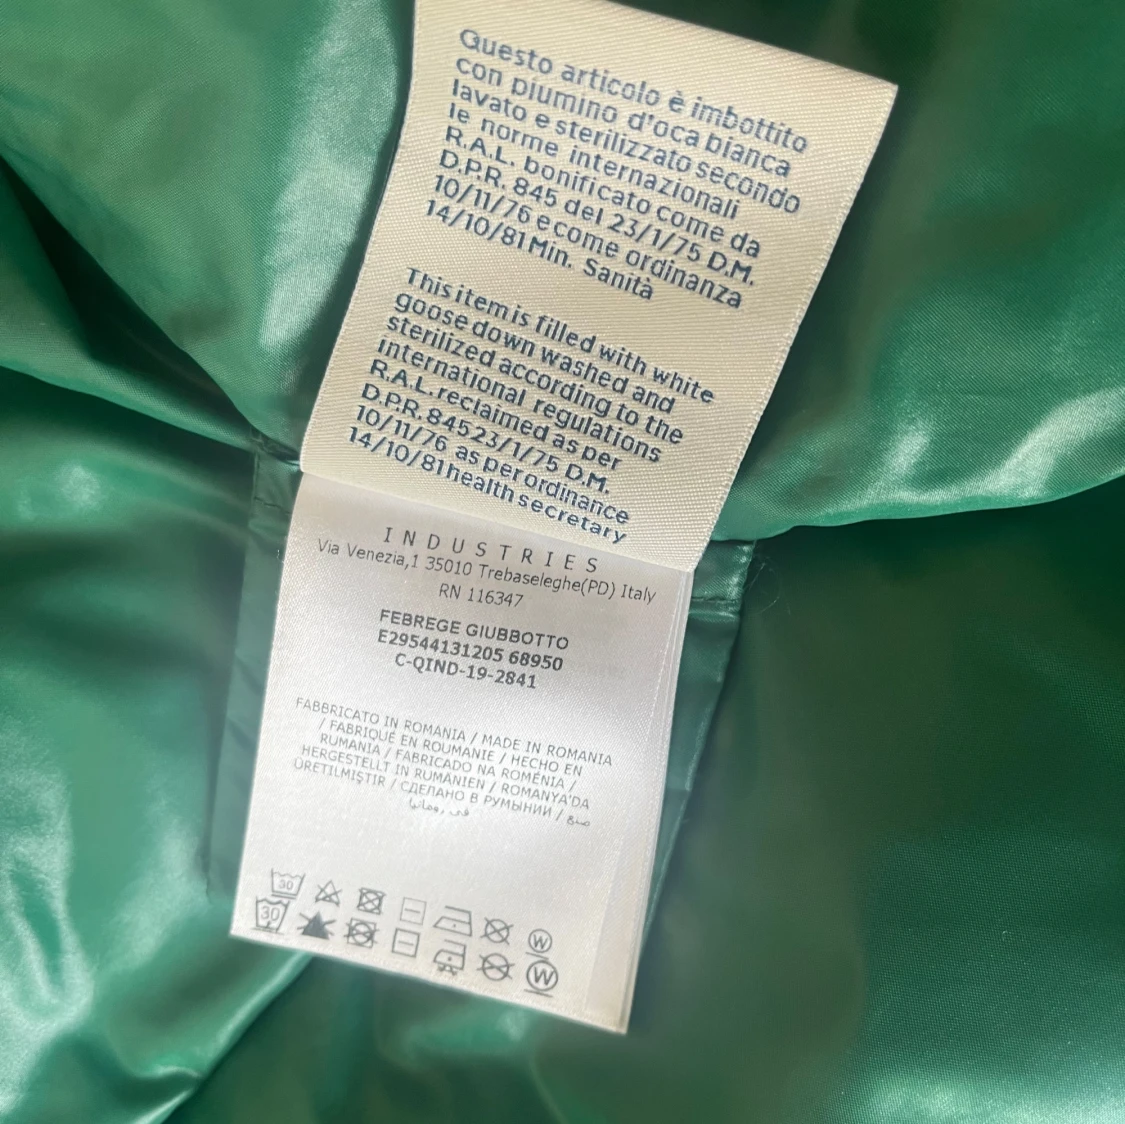 Questo articolo è imbottito
con piumino d'oca bianca
lavato e sterilizzato secondo
le norme internazionali
R.A.L. bonificato come da
D.P.R. 845 del 23/1/75 D.M.
10/11/76 e come ordinanza
14/10/81 Min. Sanità
This item is filled with white
goose down washed and
sterilized according to the
international regulations
R.A.L. reclaimed as per
D.P.R. 845 23/1/75 D.M.
10/11/76 as per ordinance
14/10/81 health secretary
INDUSTRIES
Via Venezia,1 35010 Trebaseleghe(PD) Italy
RN 116347
FEBREGE GIUBBOTTO
E29544131205 68950
C-QIND-19-2841
FABBRICATO IN ROMANIA / MADE IN ROMANIA
/ FABRIQUÉ EN ROUMANIE / HECHO EN
RUMANIA / FABRICADO NA ROMÉNIA /
HERGESTELLT IN RUMÄNIEN / ROMANYA'DA
ÜRETILMIŞTIR / СДЕЛАНО В РУМЫНИИ / صنع
في رومانيا
30
W
30
W